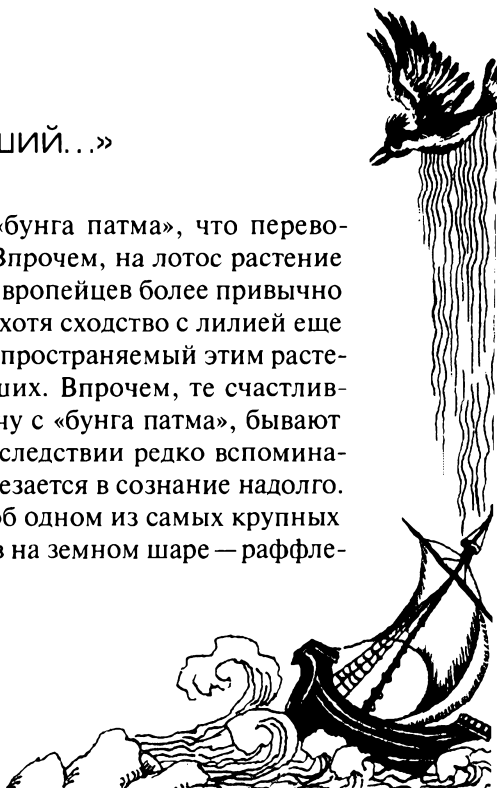 ШИЙ...»
«бунга патма», что перево-
Впрочем, на лотос растение
европейцев более привычно
хотя сходство с лилией еще
пространяемый этим расте-
ших. Впрочем, те счастлив-
ну с «бунга патма», бывают
следствии редко вспомина-
езается в сознание надолго.
об одном из самых крупных
в на земном шаре — раффле-